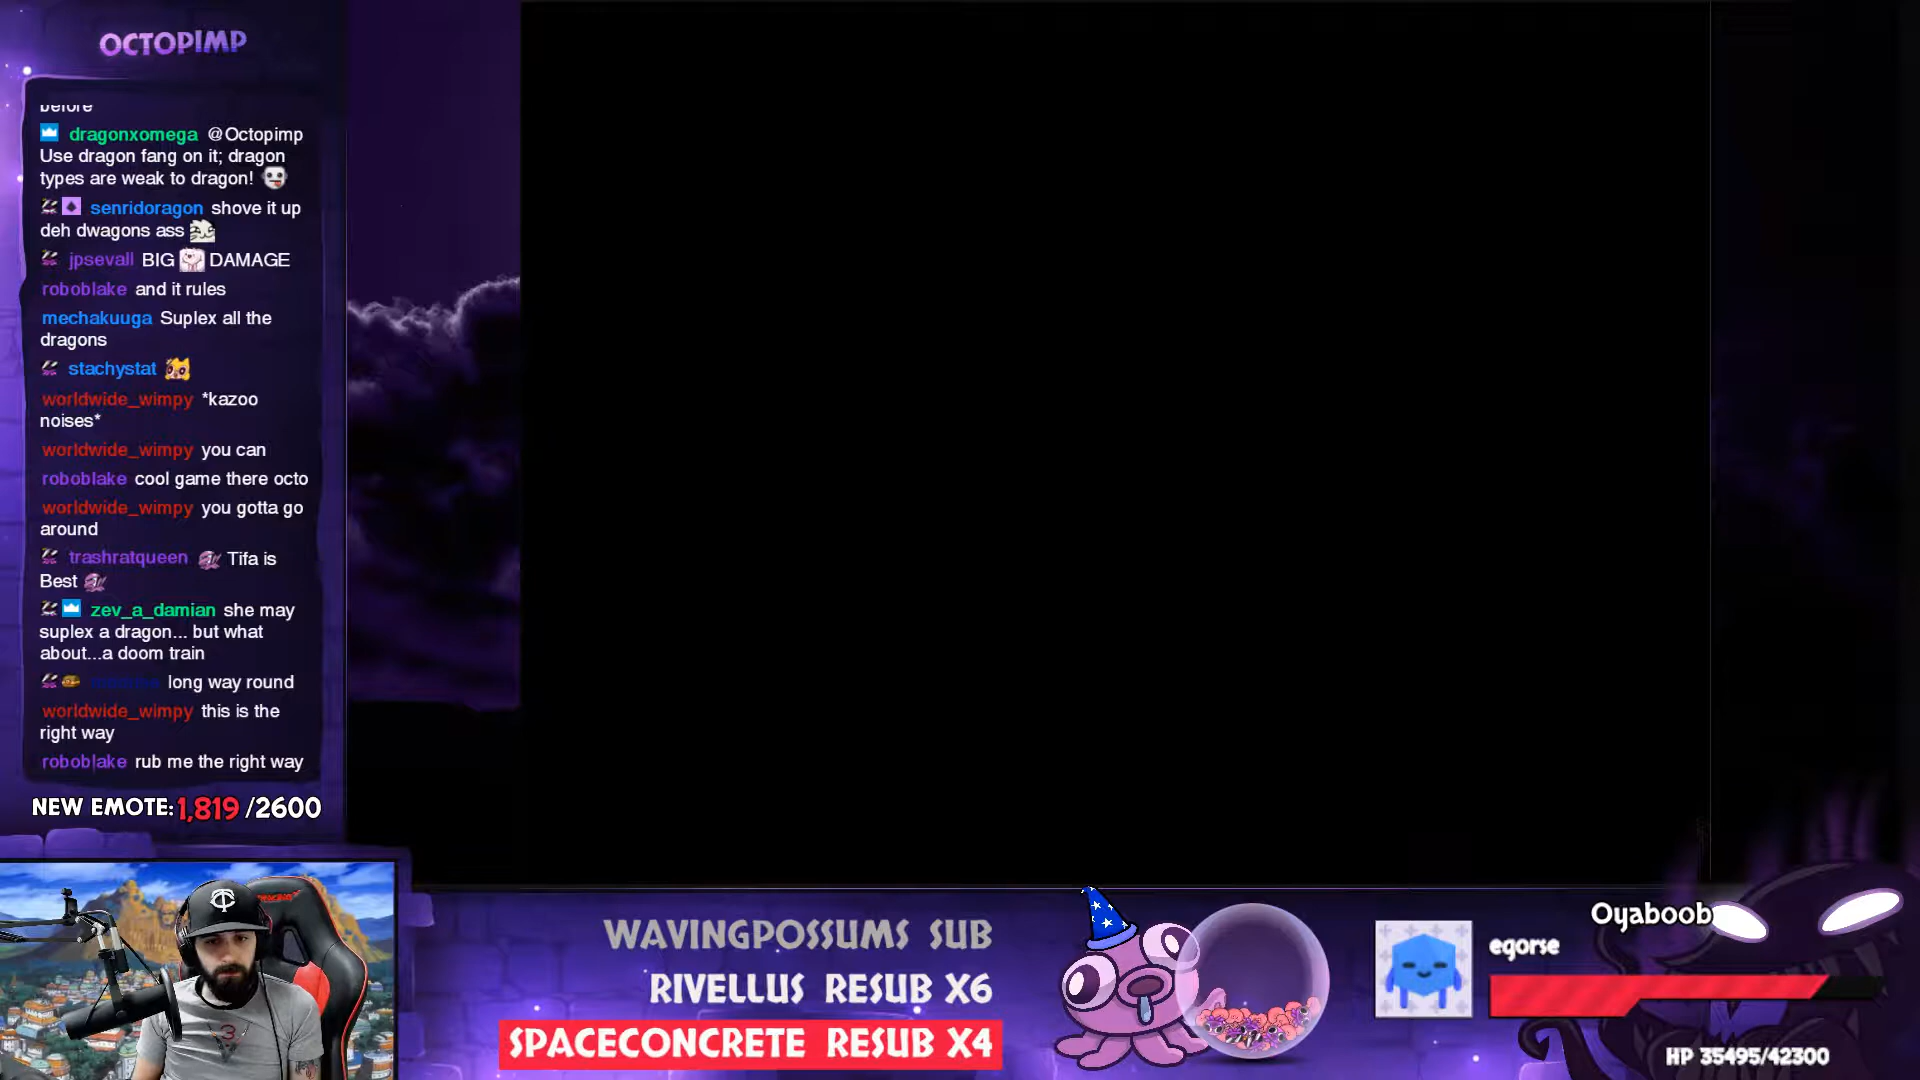 OCTOPIMP
before
dragonxomega @Octopimp
Use dragon fang on it; dragon
types are weak to dragon!
senridoragon shove it up
deh dwagons ass
jpsevall BIG DAMAGE
roboblake and it rules
mechakuuga Suplex all the
dragons
stachystat
worldwide_wimpy *kazoo
noises*
worldwide_wimpy you can
roboblake cool game there octo
worldwide_wimpy you gotta go
around
trashratqueen Tifa is
Best
zev_a_damian she may
suplex a dragon... but what
about...a doom train
long way round
worldwide_wimpy this is the
right way
roboblake rub me the right way
NEW EMOTE: 1,819 /2600
WAVINGPOSSUMS SUB
RIVELLUS RESUB X6
SPACECONCRETE RESUB X4
Oyaboob
egorse
HP 35495/42300